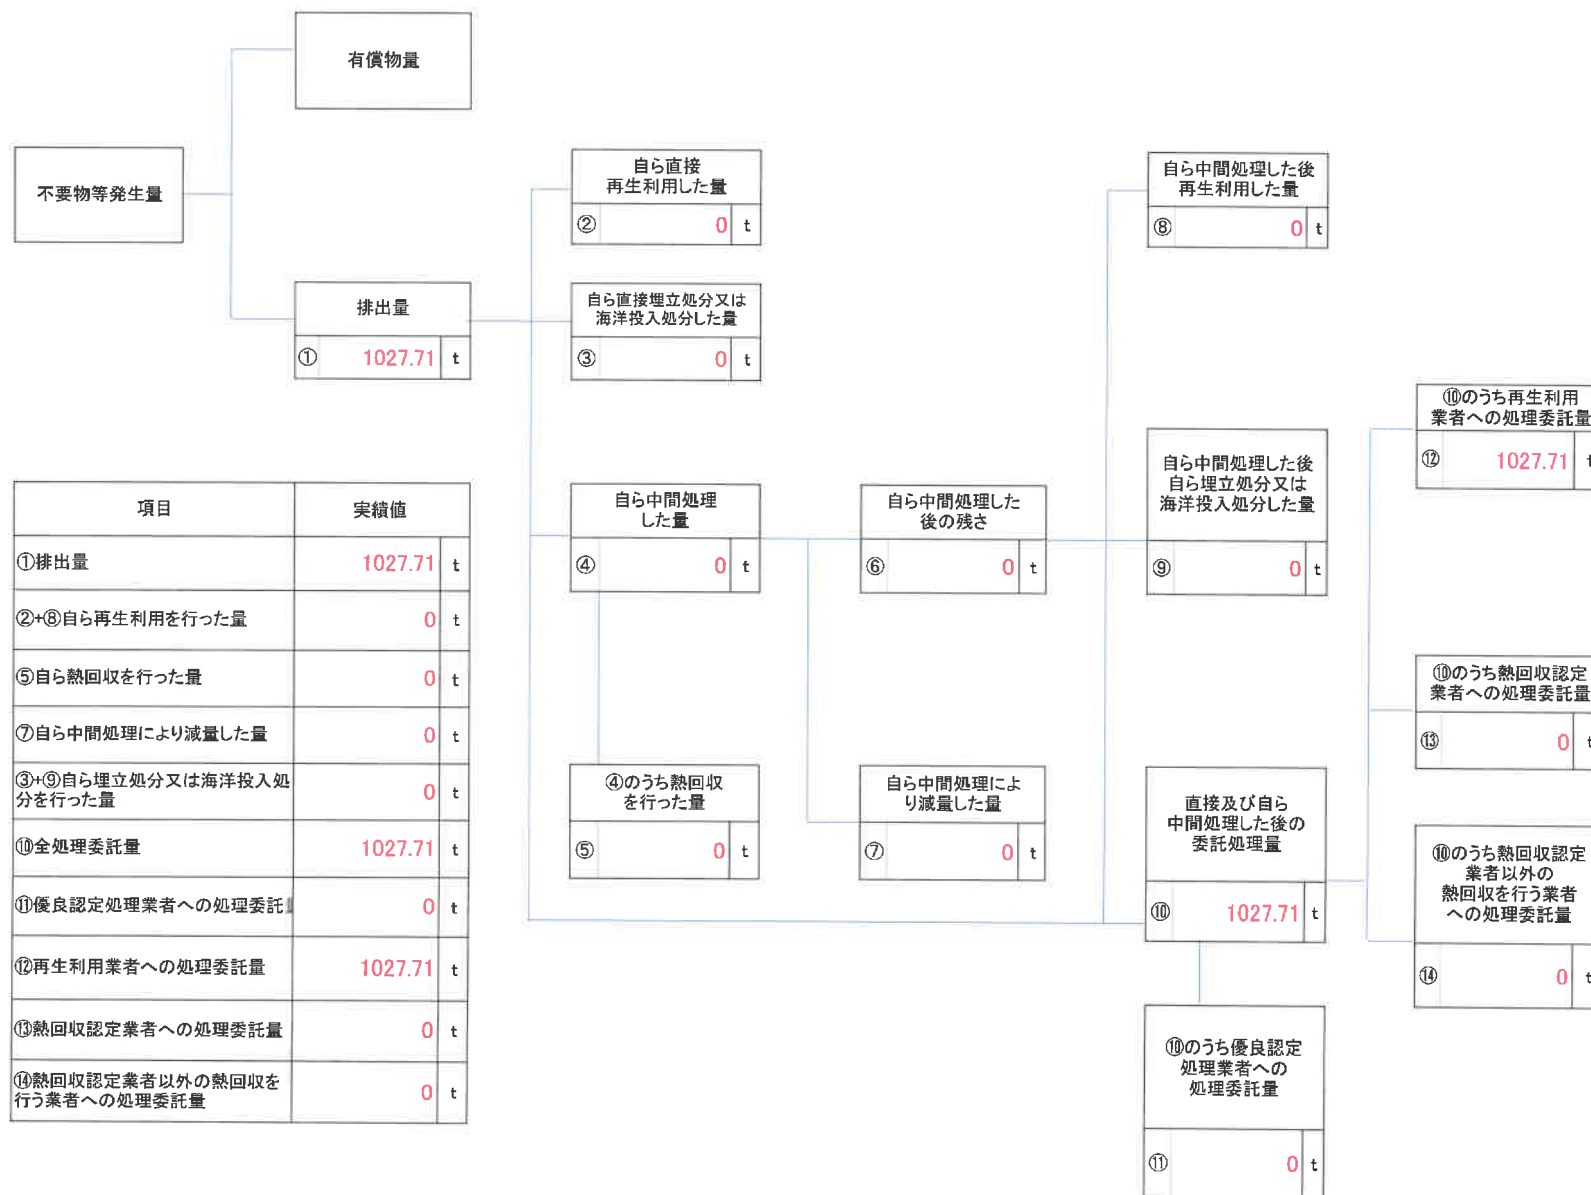 有償物量
不要物等発生量
排出量
① 1027.71 t
自ら直接
再生利用した量
② 0 t
自ら直接埋立処分又は
海洋投入処分した量
③ 0 t
自ら中間処理
した量
④ 0 t
④のうち熱回収
を行った量
⑤ 0 t
自ら中間処理した
後の残さ
⑥ 0 t
自ら中間処理によ
り減量した量
⑦ 0 t
自ら中間処理した後
再生利用した量
⑧ 0 t
自ら中間処理した後
自ら埋立処分又は
海洋投入処分した量
⑨ 0 t
直接及び自ら
中間処理した後の
委託処理量
⑩ 1027.71 t
⑩のうち優良認定
処理業者への
処理委託量
⑪ 0 t
⑩のうち再生利用
業者への処理委託量
⑫ 1027.71 t
⑩のうち熱回収認定
業者への処理委託量
⑬ 0 t
⑩のうち熱回収認定
業者以外の
熱回収を行う業者
への処理委託量
⑭ 0 t
項目 実績値
①排出量 1027.71 t
②+⑧自ら再生利用を行った量 0 t
⑤自ら熱回収を行った量 0 t
⑦自ら中間処理により減量した量 0 t
③+⑨自ら埋立処分又は海洋投入処
分を行った量 0 t
⑩全処理委託量 1027.71 t
⑪優良認定処理業者への処理委託 0 t
⑫再生利用業者への処理委託量 1027.71 t
⑬熱回収認定業者への処理委託量 0 t
⑭熱回収認定業者以外の熱回収を
行う業者への処理委託量 0 t